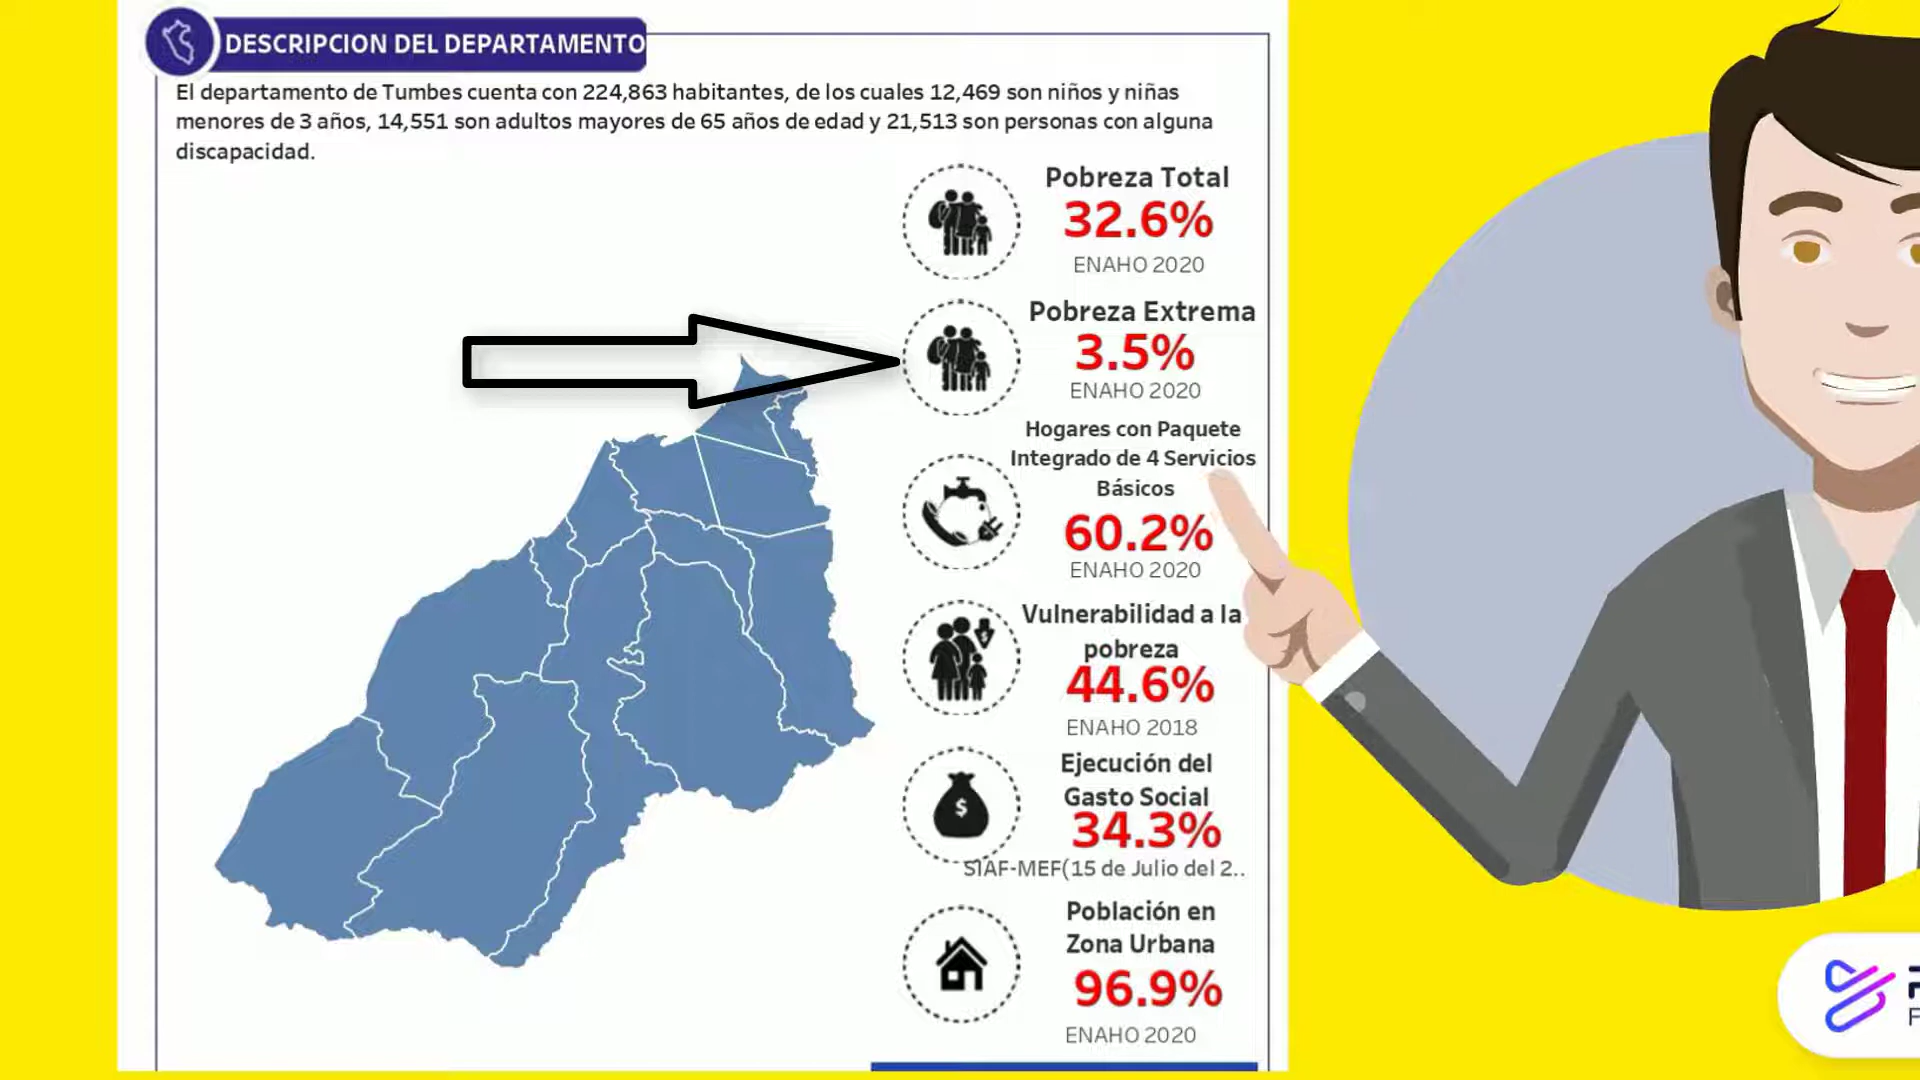 DESCRIPCION DEL DEPARTAMENTO
El departamento de Tumbes cuenta con 224,863 habitantes, de los cuales 12,469 son niños y niñas
menores de 3 años, 14,551 son adultos mayores de 65 años de edad y 21,513 son personas con alguna
discapacidad.
Pobreza Total
32.6%
ENAHO 2020
Pobreza Extrema
3.5%
ENAHO 2020
Hogares con Paquete
Integrado de 4 Servicios
Básicos
60.2%
ENAHO 2020
Vulnerabilidad a la
pobreza
44.6%
ENAHO 2018
Ejecución del
Gasto Social
34.3%
SIAF-MEF(15 de Julio del 2..
Población en
Zona Urbana
96.9%
ENAHO 2020